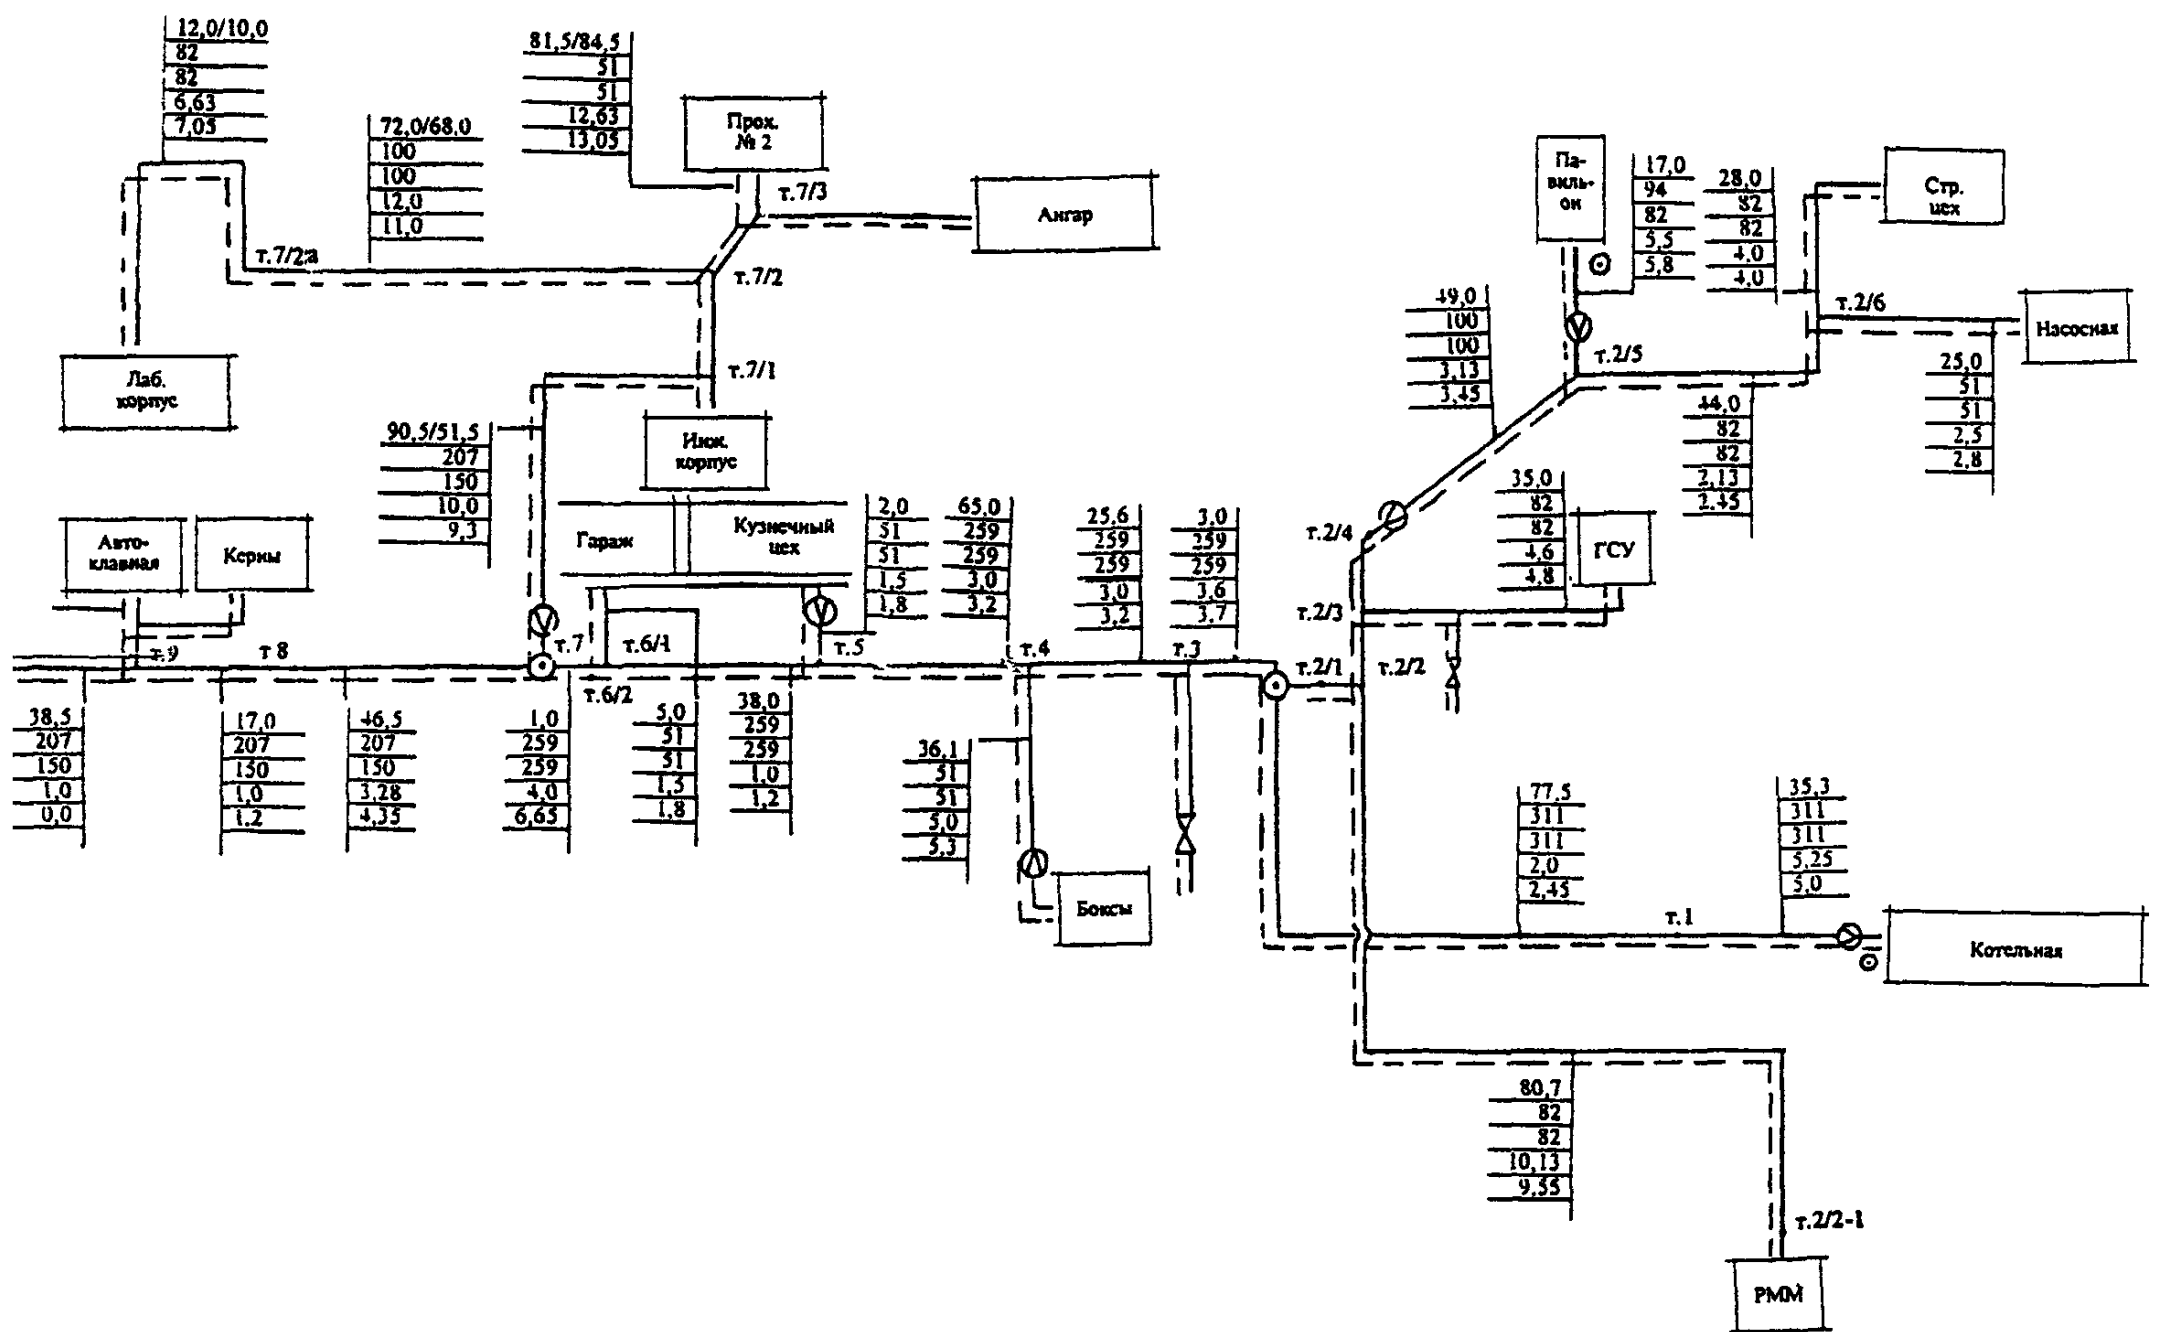 12,0/10,0
82
82
6,63
7,05
72,0/68,0
100
100
12,0
11,0
81,5/84,5
51
51
12,63
13,05
Прох.
№ 2
т.7/3
Ангар
т.7/2а
т.7/2
Лаб.
корпус
т.7/1
90,5/51,5
207
150
10,0
9,3
Инж.
корпус
Па-
виль-
он
17,0
94
82
5,5
5,8
28,0
82
82
4,0
4,0
Стр.
цех
т.2/6
Насосная
49,0
100
100
3,13
3,45
т.2/5
25,0
51
51
2,5
2,8
44,0
82
82
2,13
2.45
Авто-
клавная
Керны
Гараж
Кузнечный
цех
2,0
51
51
1,5
1,8
65,0
259
259
3,0
3,2
25,6
259
259
3,0
3,2
3,0
259
259
3,6
3,7
т.2/4
35,0
82
82
4,6
4,8
ГСУ
т.2/3
т.9
т 8
т.7
т.6/1
т.5
т.4
т.3
т.2/1
т.2/2
т.6/2
38,5
207
150
1,0
0,0
17,0
207
150
1,0
1.2
46,5
207
150
3,28
4,35
1,0
259
259
4,0
6,65
5,0
51
51
1,5
1,8
38,0
259
259
1,0
1,2
36,1
51
51
5,0
5,3
Боксы
77,5
311
311
2,0
2,45
35,3
311
311
5,25
5,0
т.1
Котельная
80,7
82
82
10,13
9,55
т.2/2-1
РММ